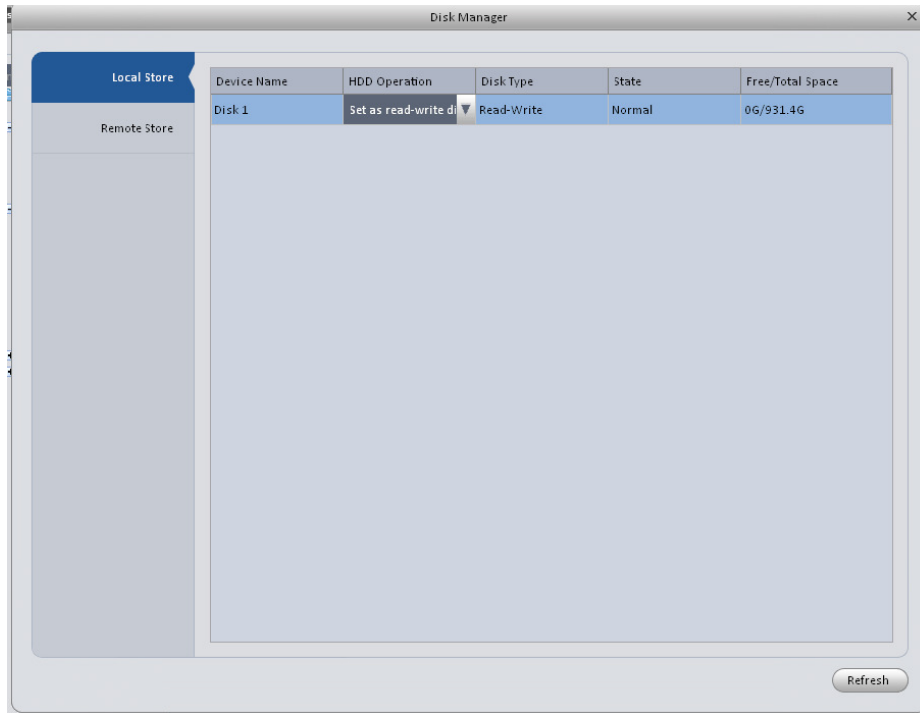 Disk Manager
X
Local Store
Remote Store
Device Name HDD Operation Disk Type State Free/Total Space
Disk 1 Set as read-write di Read-Write Normal 0G/931.4G
Refresh